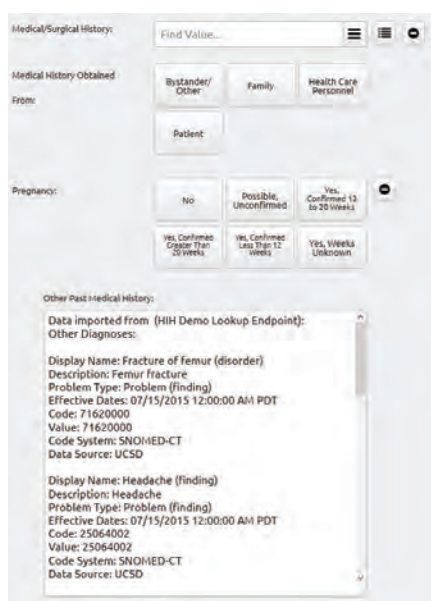 Medical/Surgical History:
Find Value...
Medical History Obtained
From:
Bystander/
Other
Family
Health Care
Personnel
Patient
Pregnancy:
No
Possible,
Unconfirmed
Yes,
Confirmed 12
to 20 Weeks
Yes, Confirmed
Greater Than
20 Weeks
Yes, Confirmed
Less Than 12
Weeks
Yes, Weeks
Unknown
Other Past Medical History:
Data imported from (HIH Demo Lookup Endpoint):
Other Diagnoses:
Display Name: Fracture of femur (disorder)
Description: Femur fracture
Problem Type: Problem (finding)
Effective Dates: 07/15/2015 12:00:00 AM PDT
Code: 71620000
Value: 71620000
Code System: SNOMED-CT
Data Source: UCSD
Display Name: Headache (finding)
Description: Headache
Problem Type: Problem (finding)
Effective Dates: 07/15/2015 12:00:00 AM PDT
Code: 25064002
Value: 25064002
Code System: SNOMED-CT
Data Source: UCSD